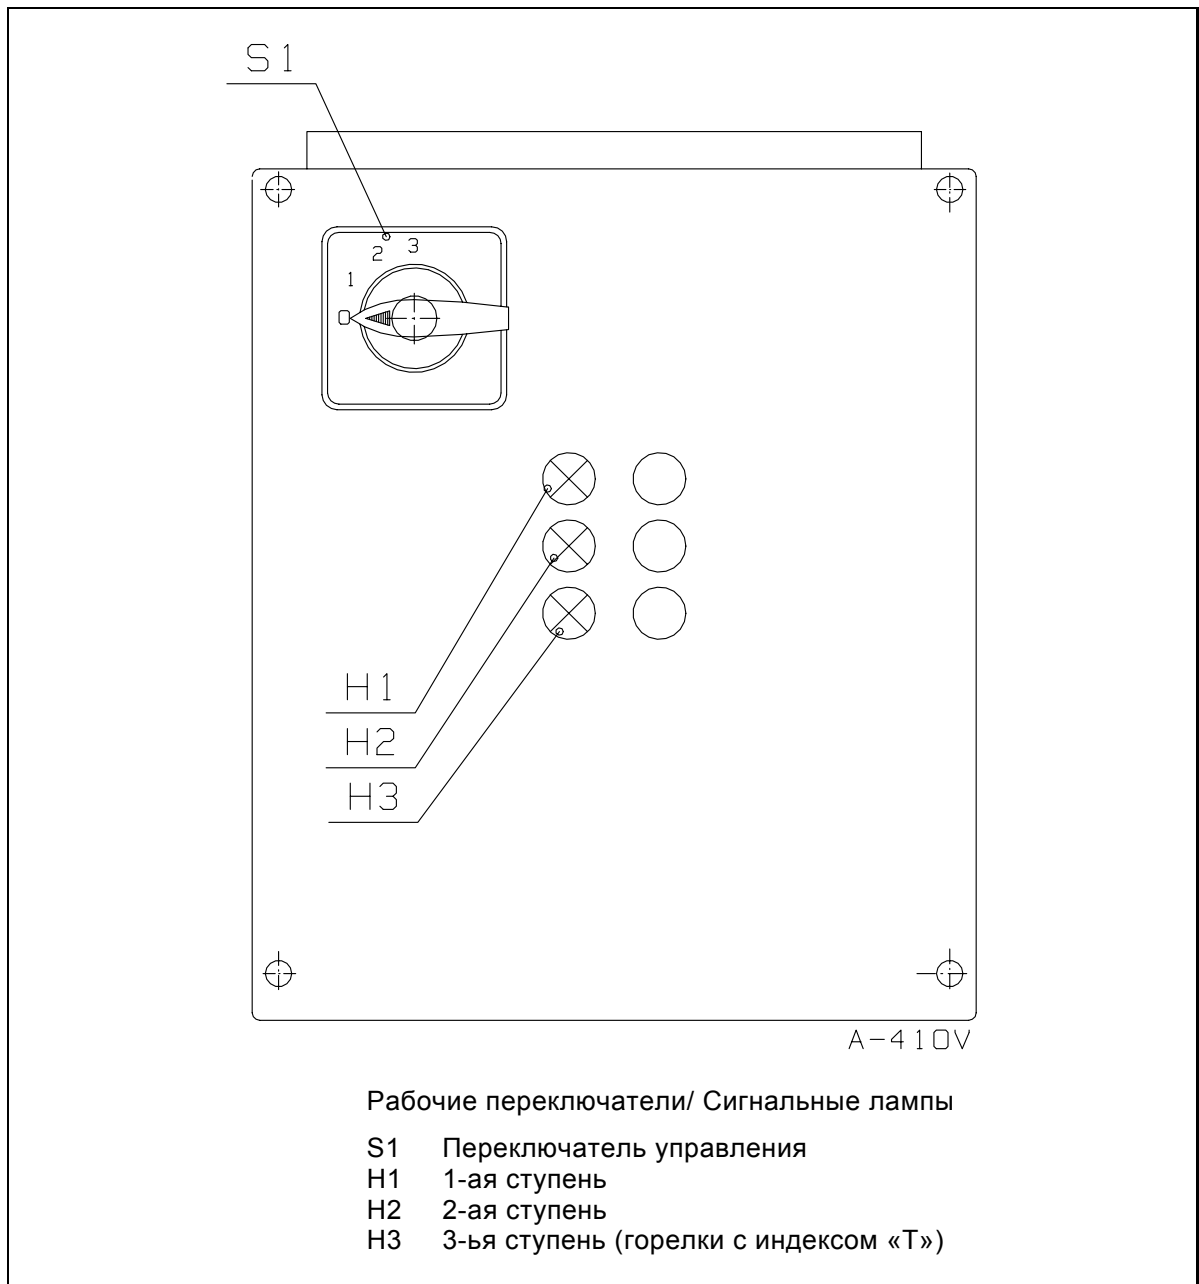 S1
3
2
1
0
H1
H2
H3
A-410V
Рабочие переключатели/ Сигнальные лампы
S1 Переключатель управления
H1 1-ая ступень
H2 2-ая ступень
H3 3-ья ступень (горелки с индексом «Т»)